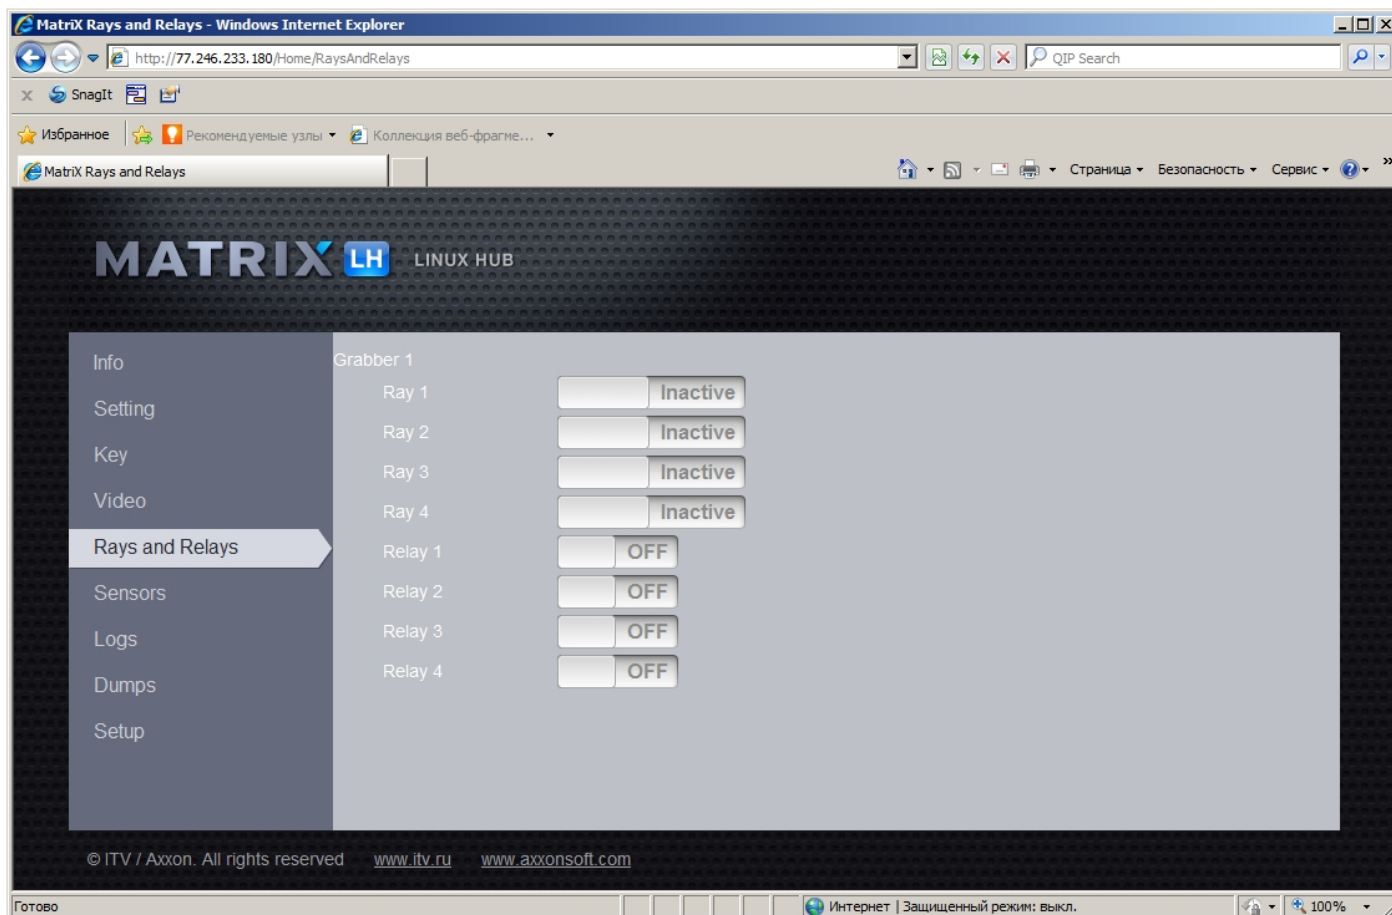 MatriX Rays and Relays - Windows Internet Explorer
http://77.246.233.180/Home/RaysAndRelays
QIP Search
x SnagIt
Избранное Рекомендуемые узлы Коллекция веб-фрагме...
MatriX Rays and Relays
Страница Безопасность Сервис »
MATRIX LH LINUX HUB
Info
Setting
Key
Video
Rays and Relays
Sensors
Logs
Dumps
Setup
Grabber 1
Ray 1 Inactive
Ray 2 Inactive
Ray 3 Inactive
Ray 4 Inactive
Relay 1 OFF
Relay 2 OFF
Relay 3 OFF
Relay 4 OFF
© ITV / Axxon. All rights reserved www.itv.ru www.axxonsoft.com
Готово Интернет | Защищенный режим: выкл. 100%